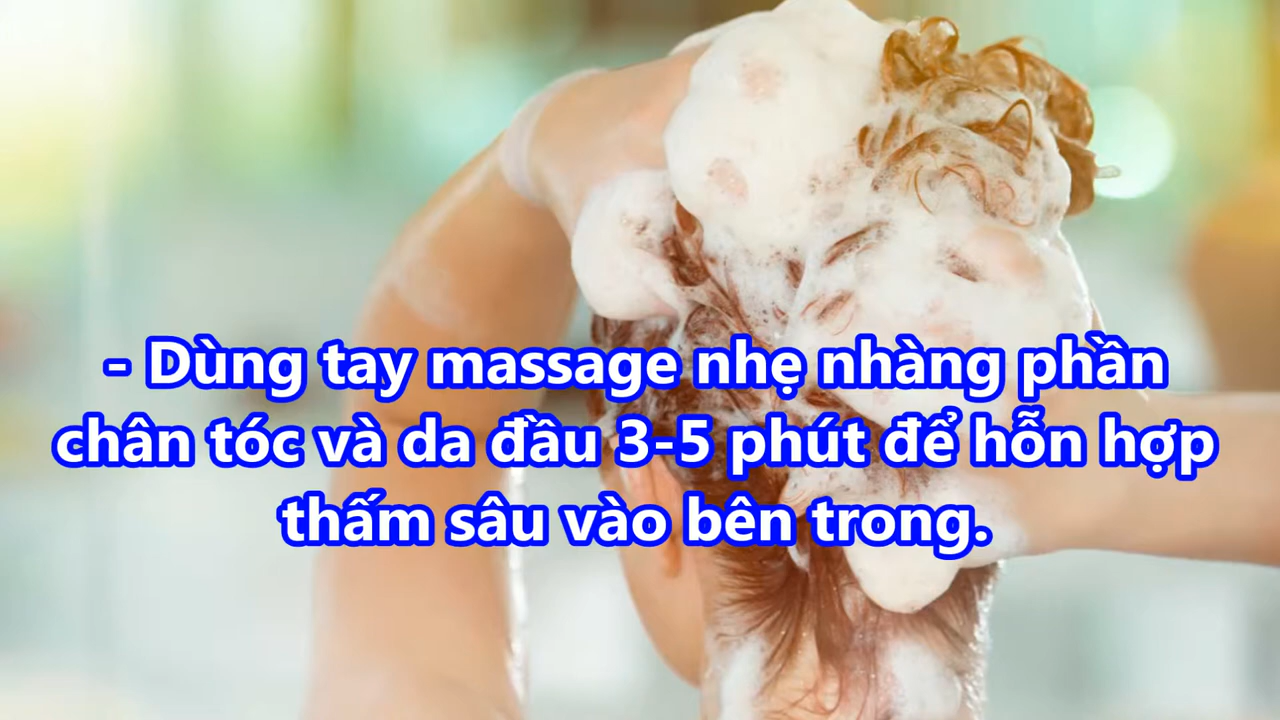 - Dùng tay massage nhẹ nhàng phần
chân tóc và da đầu 3-5 phút để hỗn hợp
thấm sâu vào bên trong.